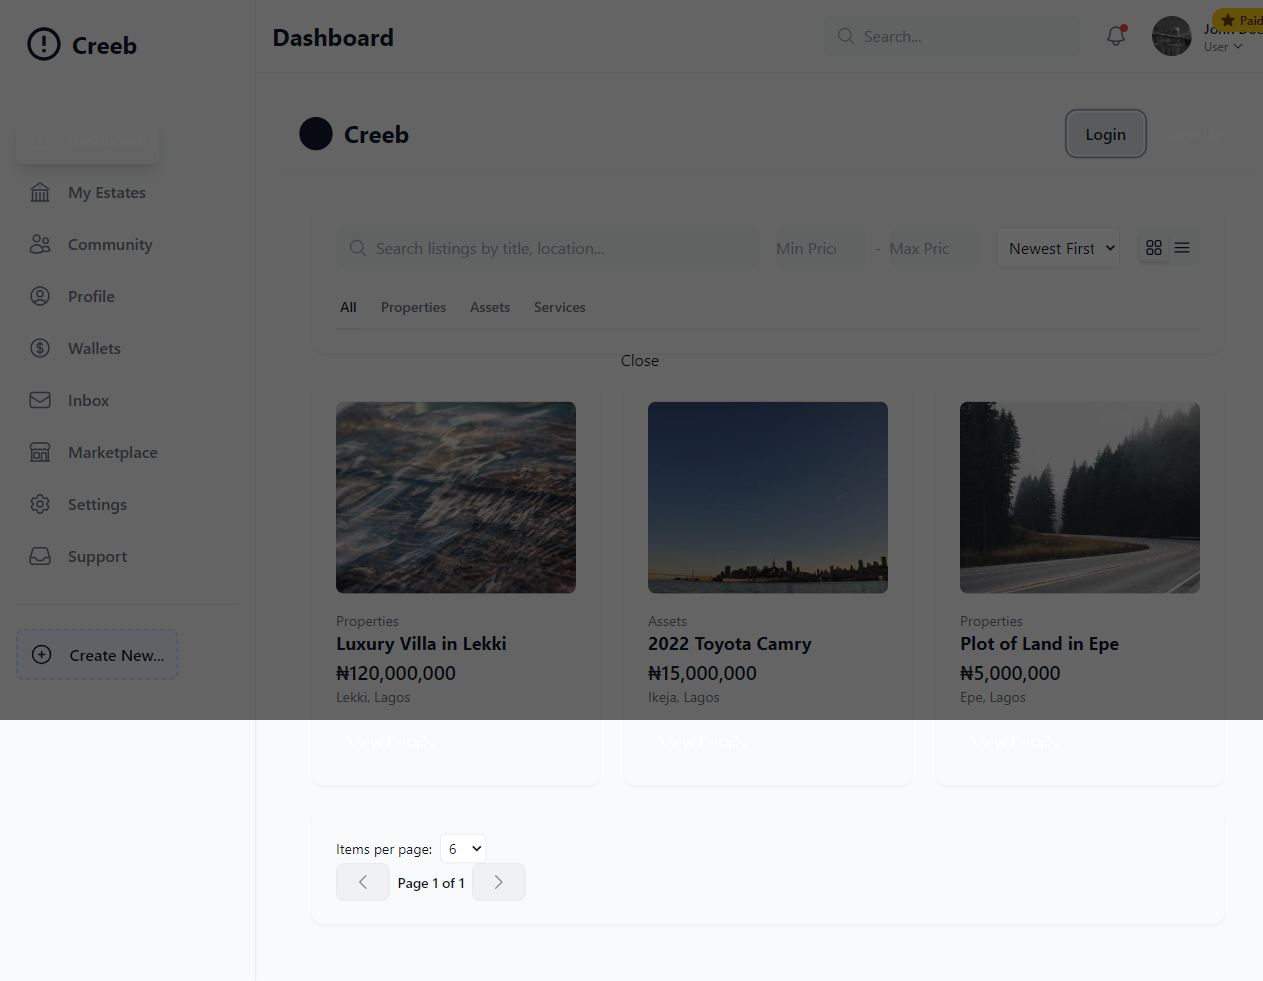 Creeb
Dashboard
Search...
Paid
User
Creeb
Login
My Estates
Community
Profile
Wallets
Inbox
Marketplace
Settings
Support
Create New...
Search listings by title, location...
Min Price
-
Max Pric
Newest First
All Properties Assets Services
Close
Properties
Luxury Villa in Lekki
₦120,000,000
Lekki, Lagos
View Details
Assets
2022 Toyota Camry
₦15,000,000
Ikeja, Lagos
View Details
Properties
Plot of Land in Epe
₦5,000,000
Epe, Lagos
View Details
Items per page: 6
Page 1 of 1